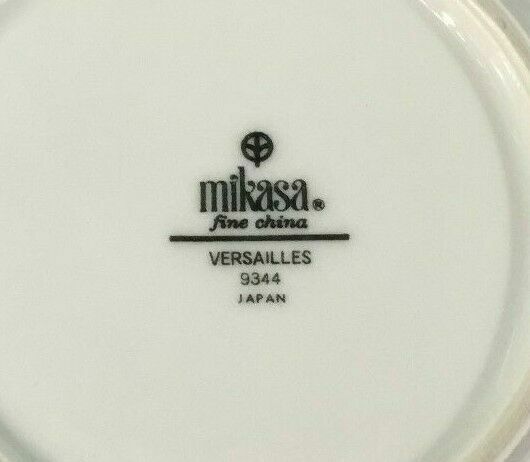 mikasa®
fine china
VERSAILLES
9344
JAPAN